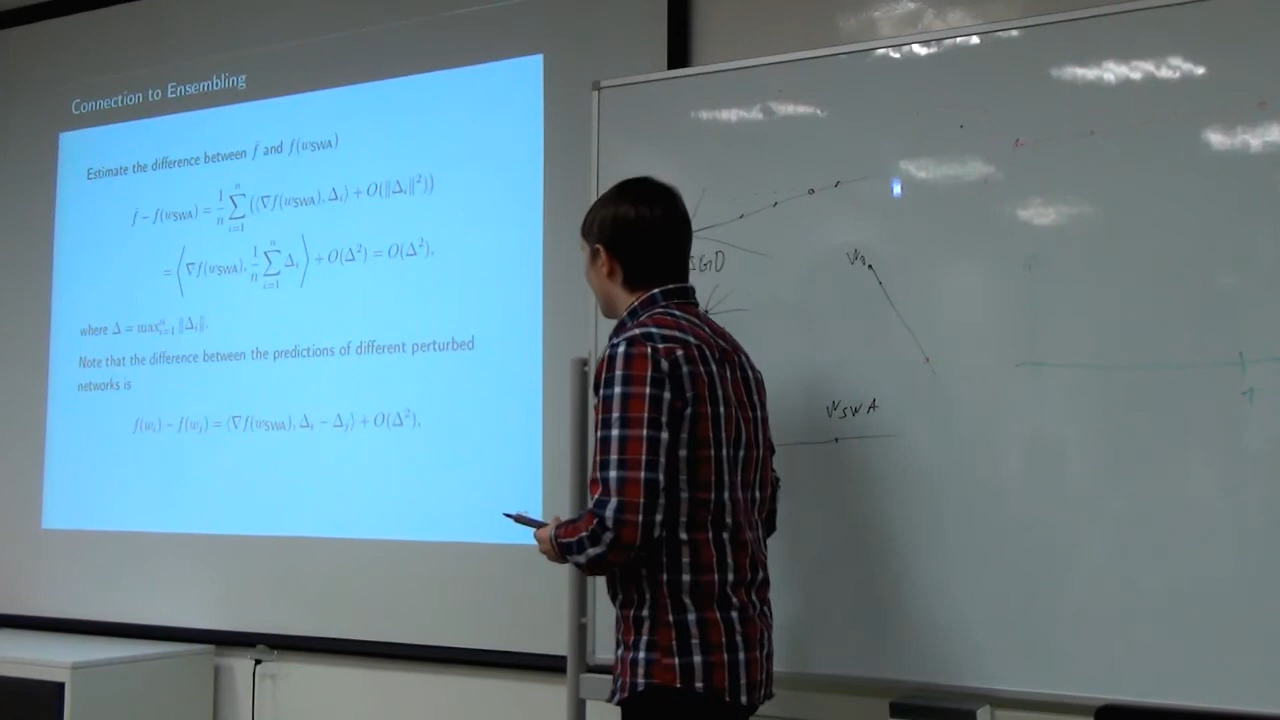 Connection to Ensembling
Estimate the difference between f̄ and f(w_SWA)
f̄ − f(w_SWA) = 1/n ∑_{i=1}^{n} (⟨∇f(w_SWA), Δ_i⟩ + O(‖Δ_i‖²))
= ⟨∇f(w_SWA), 1/n ∑_{i=1}^{n} Δ_i⟩ + O(Δ²) = O(Δ²),
where Δ = max_{i=1}^{n} ‖Δ_i‖.
Note that the difference between the predictions of different perturbed
networks is
f(w_i) − f(w_j) = ⟨∇f(w_SWA), Δ_i − Δ_j⟩ + O(Δ²),
SGD
W_SWA